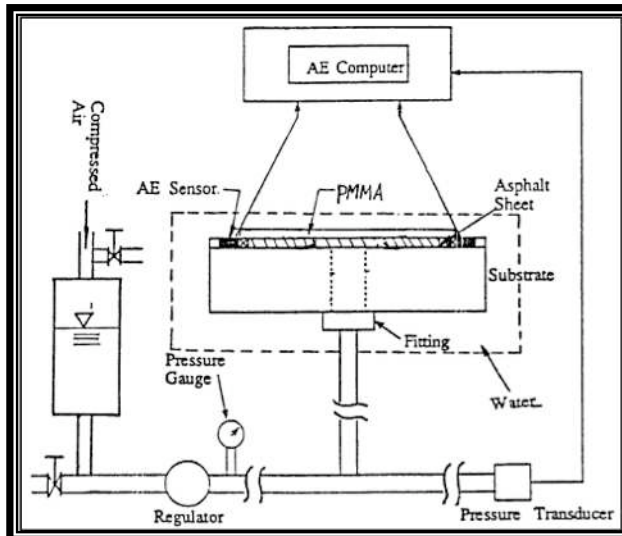 AE Computer
Compressed
Air
AE Sensor.
PMMA
Asphalt
Sheet
Substrate
Fitting
Pressure
Gauge
Water
Regulator
Pressure Transducer